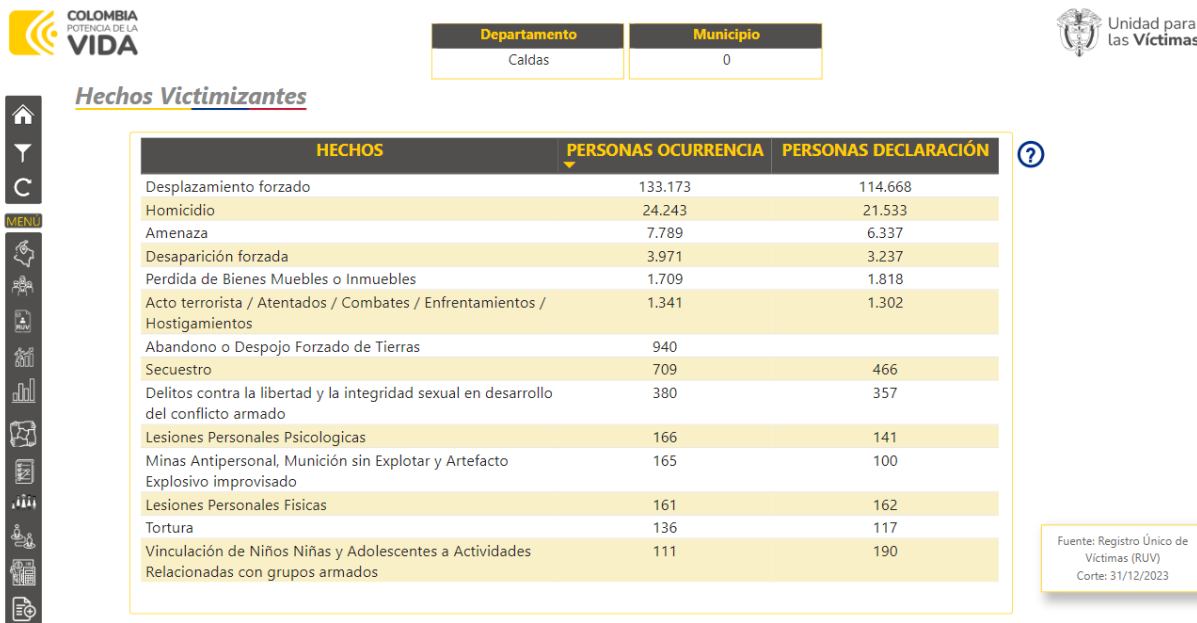 COLOMBIA
POTENCIA DE LA
VIDA
Departamento
Caldas
Municipio
0
Unidad para
las Víctimas
Hechos Victimizantes
MENÚ
RUV
HECHOS PERSONAS OCURRENCIA PERSONAS DECLARACIÓN
Desplazamiento forzado 133.173 114.668
Homicidio 24.243 21.533
Amenaza 7.789 6.337
Desaparición forzada 3.971 3.237
Perdida de Bienes Muebles o Inmuebles 1.709 1.818
Acto terrorista / Atentados / Combates / Enfrentamientos / 1.341 1.302
Hostigamientos
Abandono o Despojo Forzado de Tierras 940
Secuestro 709 466
Delitos contra la libertad y la integridad sexual en desarrollo 380 357
del conflicto armado
Lesiones Personales Psicologicas 166 141
Minas Antipersonal, Munición sin Explotar y Artefacto 165 100
Explosivo improvisado
Lesiones Personales Fisicas 161 162
Tortura 136 117
Vinculación de Niños Niñas y Adolescentes a Actividades 111 190
Relacionadas con grupos armados
?
Fuente: Registro Único de
Víctimas (RUV)
Corte: 31/12/2023